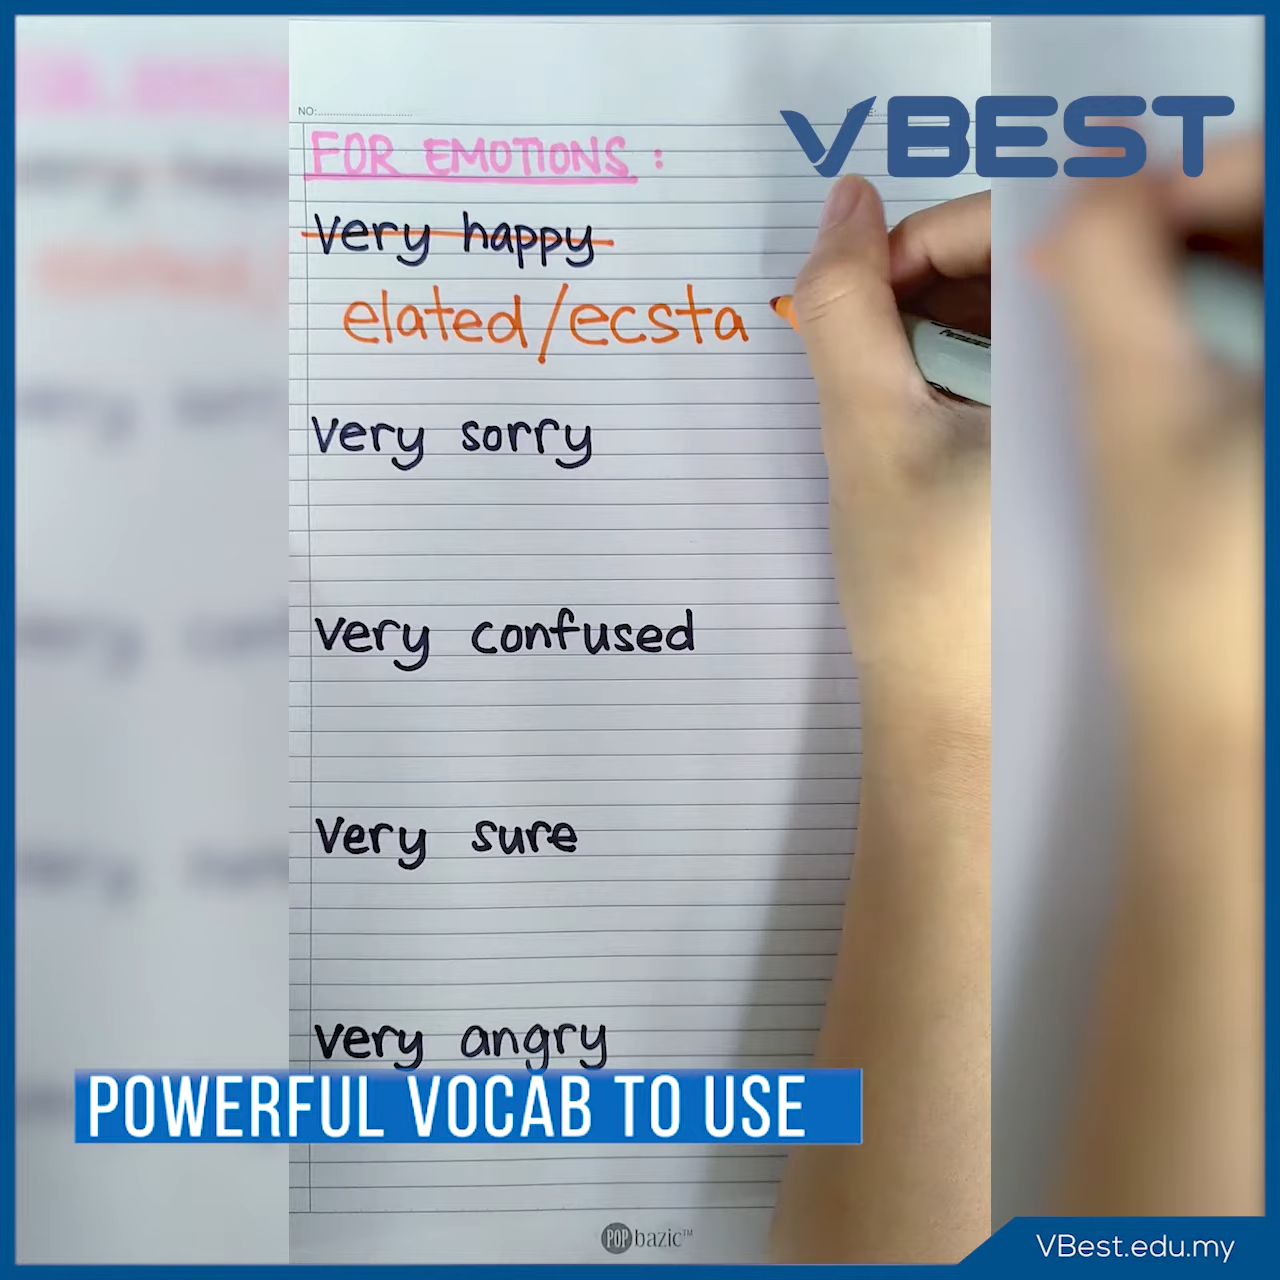 VBEST
NO:
FOR EMOTIONS :
very happy
elated/ecsta
very sorry
very confused
very sure
very angry
POWERFUL VOCAB TO USE
POP bazic™
VBest.edu.my